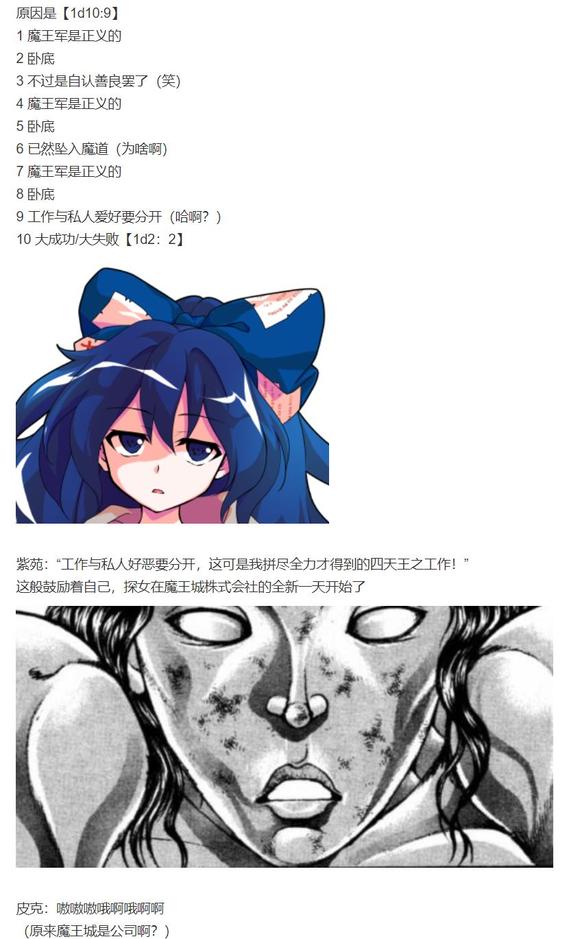 原因是【1d10:9】
1 魔王军是正义的
2 卧底
3 不过是自认善良罢了（笑）
4 魔王军是正义的
5 卧底
6 已然坠入魔道（为啥啊）
7 魔王军是正义的
8 卧底
9 工作与私人爱好要分开（哈啊？）
10 大成功/大失败【1d2：2】
紫苑：“工作与私人好恶要分开，这可是我拼尽全力才得到的四天王之工作！”
这般鼓励着自己，探女在魔王城株式会社的全新一天开始了
皮克：嗷嗷嗷哦啊哦啊啊
（原来魔王城是公司啊？）